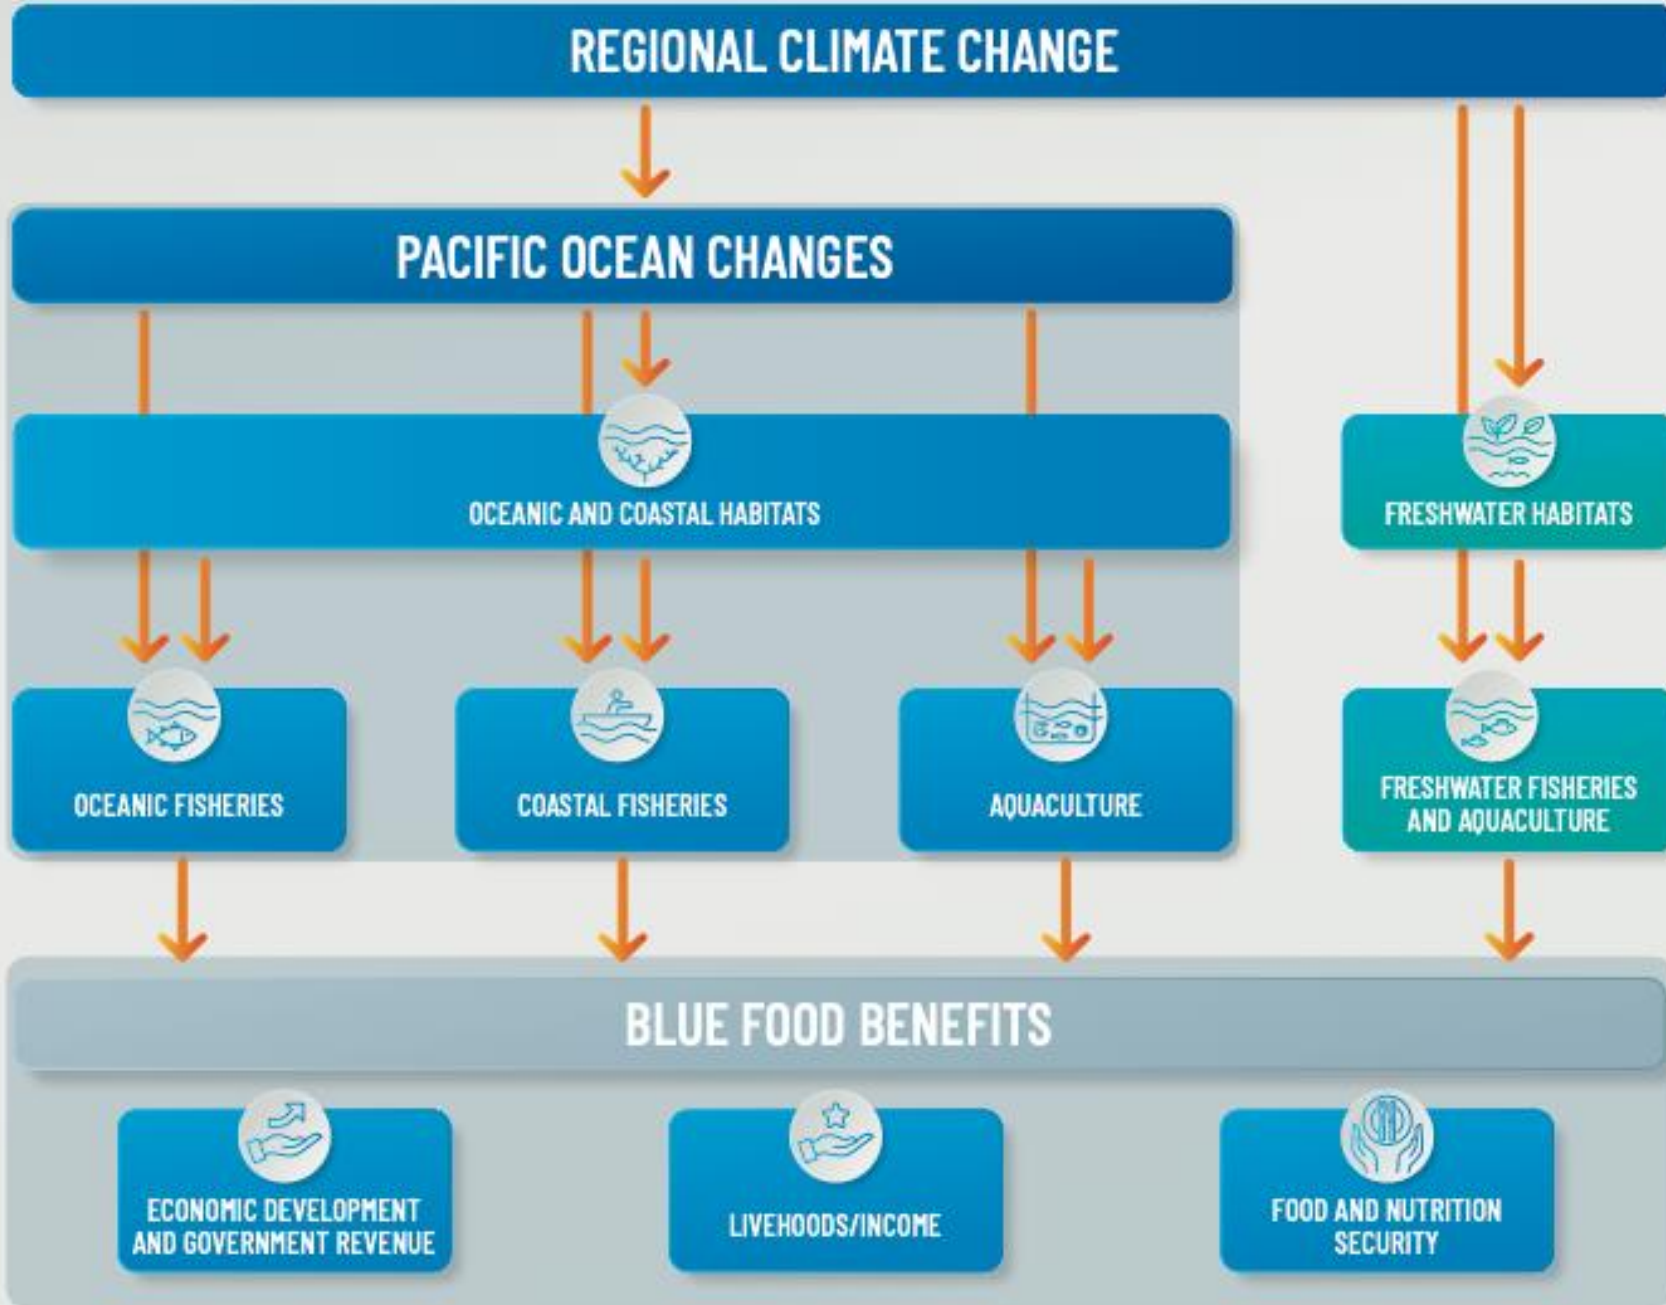 REGIONAL CLIMATE CHANGE
PACIFIC OCEAN CHANGES
OCEANIC AND COASTAL HABITATS
FRESHWATER HABITATS
OCEANIC FISHERIES
COASTAL FISHERIES
AQUACULTURE
FRESHWATER FISHERIES
AND AQUACULTURE
BLUE FOOD BENEFITS
ECONOMIC DEVELOPMENT
AND GOVERNMENT REVENUE
LIVEHOODS/INCOME
FOOD AND NUTRITION
SECURITY